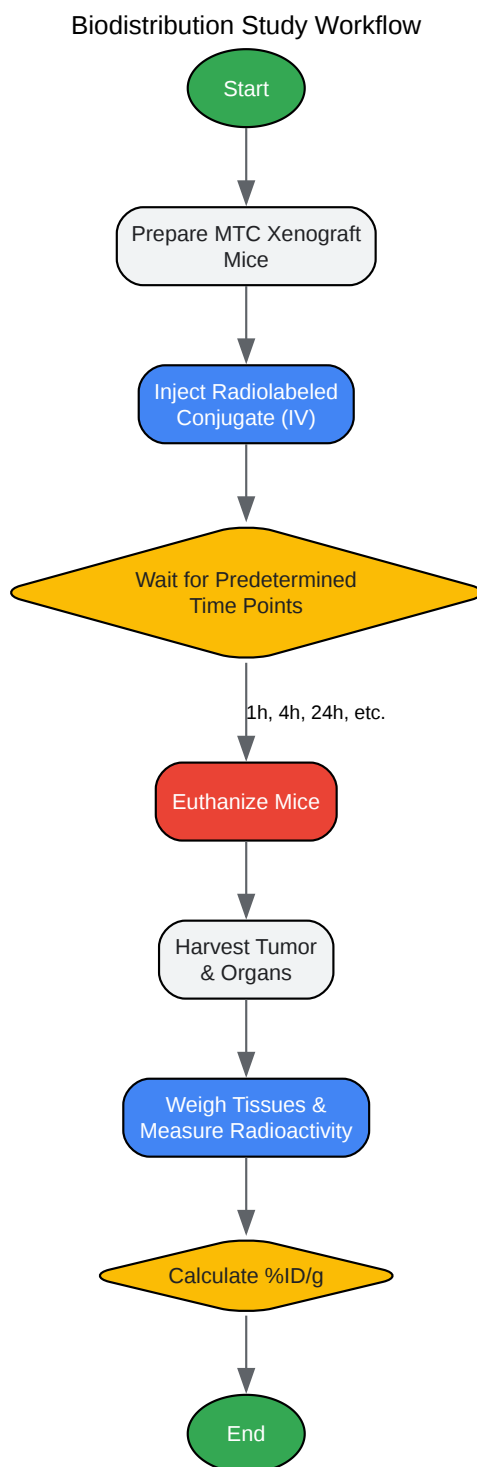 Biodistribution Study Workflow
Start
Prepare MTC Xenograft
Mice
Inject Radiolabeled
Conjugate (IV)
Wait for Predetermined
Time Points
1h, 4h, 24h, etc.
Euthanize Mice
Harvest Tumor
& Organs
Weigh Tissues &
Measure Radioactivity
Calculate %ID/g
End